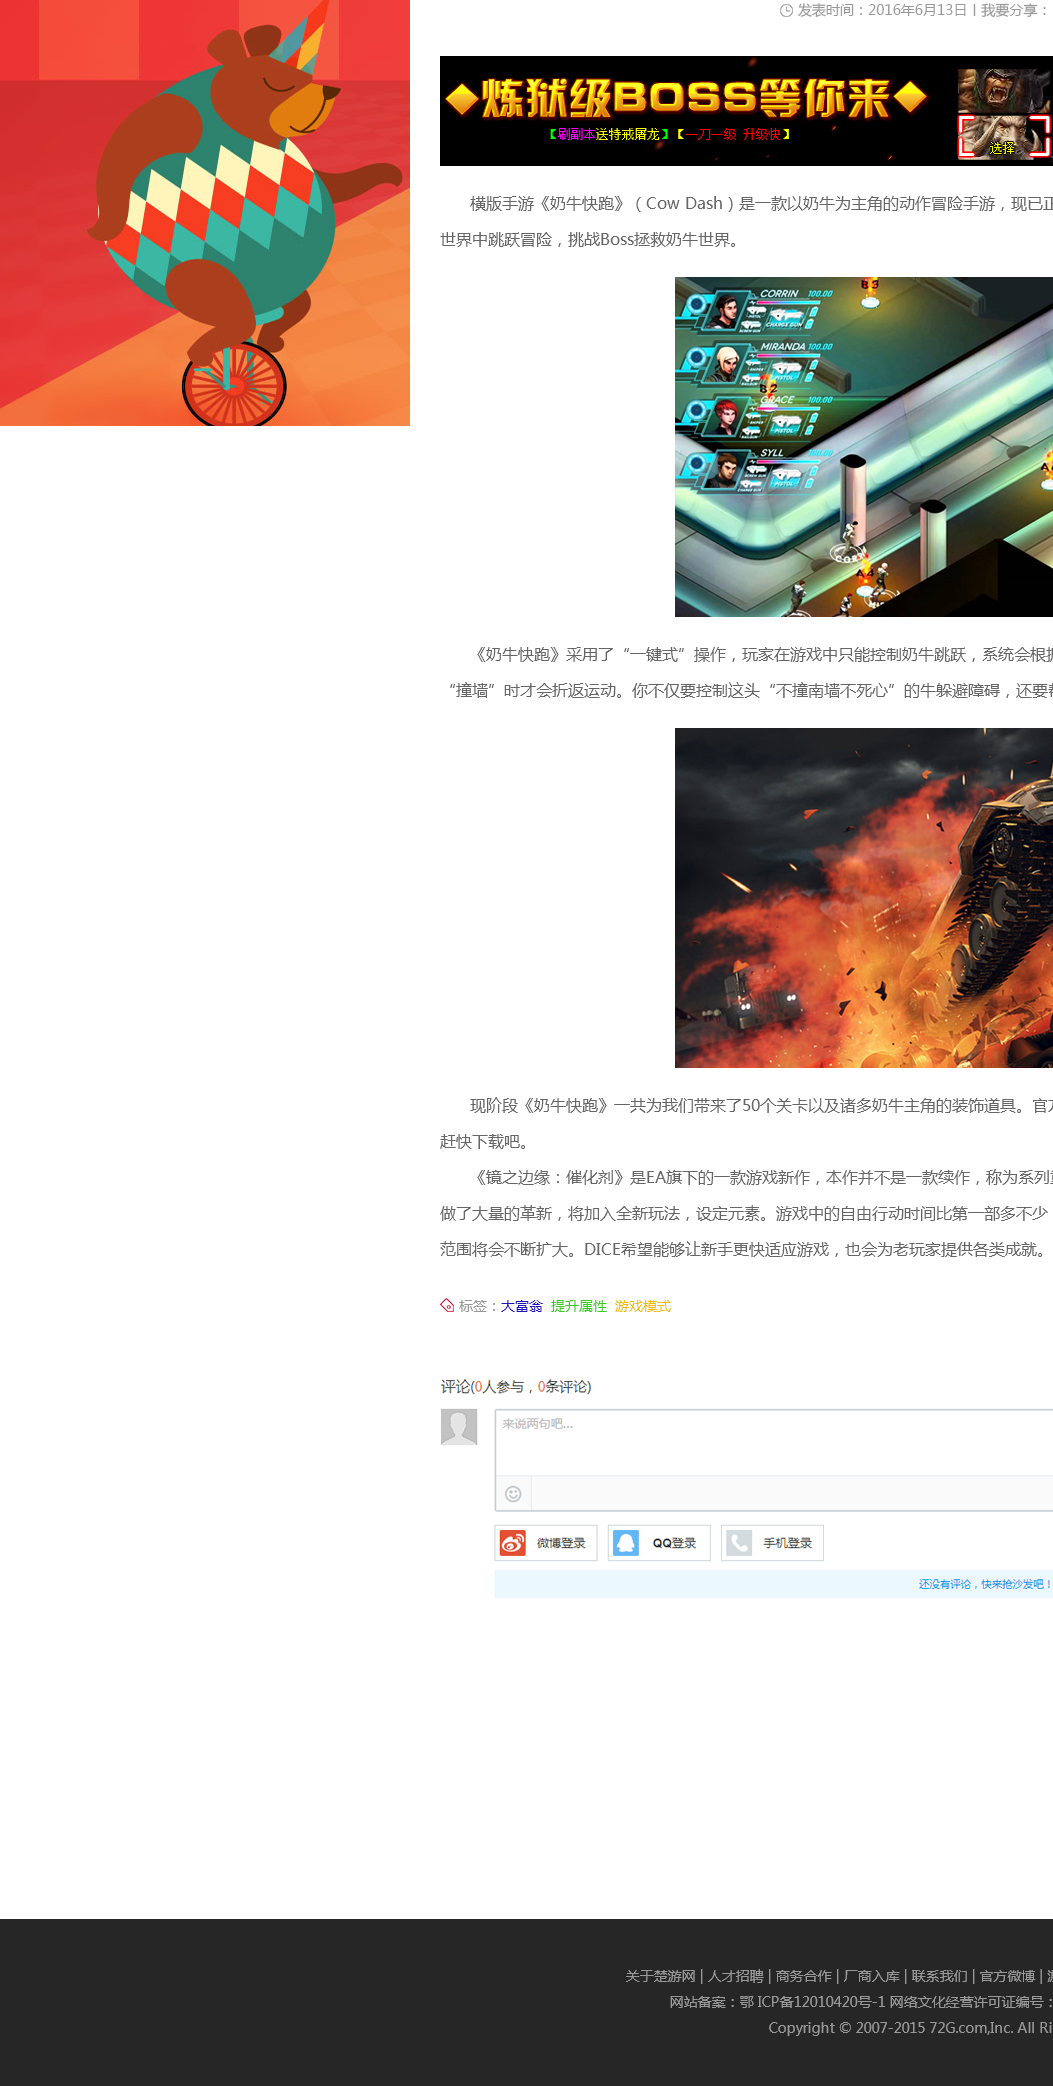 发表时间：2016年6月13日 | 我要分享：
炼狱级BOSS等你来
【刷副本送特戒屠龙】【一刀一级 升级快】
选择
横版手游《奶牛快跑》（Cow Dash）是一款以奶牛为主角的动作冒险手游，现已正
世界中跳跃冒险，挑战Boss拯救奶牛世界。
B3
CORRIN 100.00
PISTOL
CHARGE GUN
MIRANDA 100.00
SNIPER
PISTOL
B2
GRACE 100.00
SNIPER
PISTOL
SYLL
PISTOL
A4
《奶牛快跑》采用了“一键式”操作，玩家在游戏中只能控制奶牛跳跃，系统会根据
“撞墙”时才会折返运动。你不仅要控制这头“不撞南墙不死心”的牛躲避障碍，还要帮
现阶段《奶牛快跑》一共为我们带来了50个关卡以及诸多奶牛主角的装饰道具。官方
赶快下载吧。
《镜之边缘：催化剂》是EA旗下的一款游戏新作，本作并不是一款续作，称为系列重
做了大量的革新，将加入全新玩法，设定元素。游戏中的自由行动时间比第一部多不少，
范围将会不断扩大。DICE希望能够让新手更快适应游戏，也会为老玩家提供各类成就。
标签：大富翁 提升属性 游戏模式
评论(0人参与，0条评论)
来说两句吧...
微博登录 QQ登录 手机登录
还没有评论，快来抢沙发吧！
关于楚游网 | 人才招聘 | 商务合作 | 厂商入库 | 联系我们 | 官方微博 |
网站备案：鄂 ICP备12010420号-1 网络文化经营许可证编号：
Copyright © 2007-2015 72G.com,Inc. All Ri